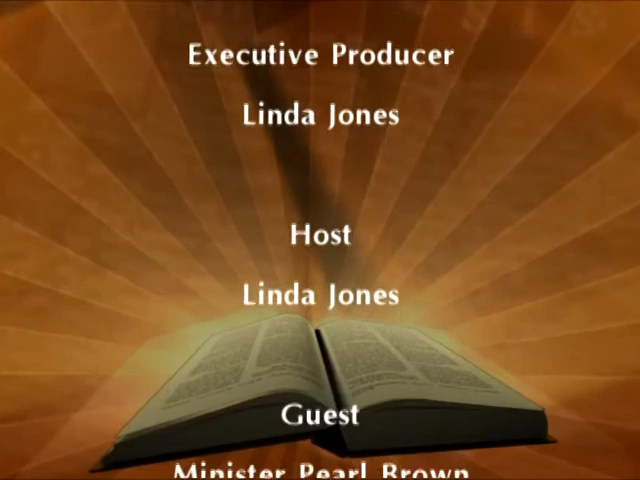 Executive Producer
Linda Jones
Host
Linda Jones
Guest
Minister Pearl Brown